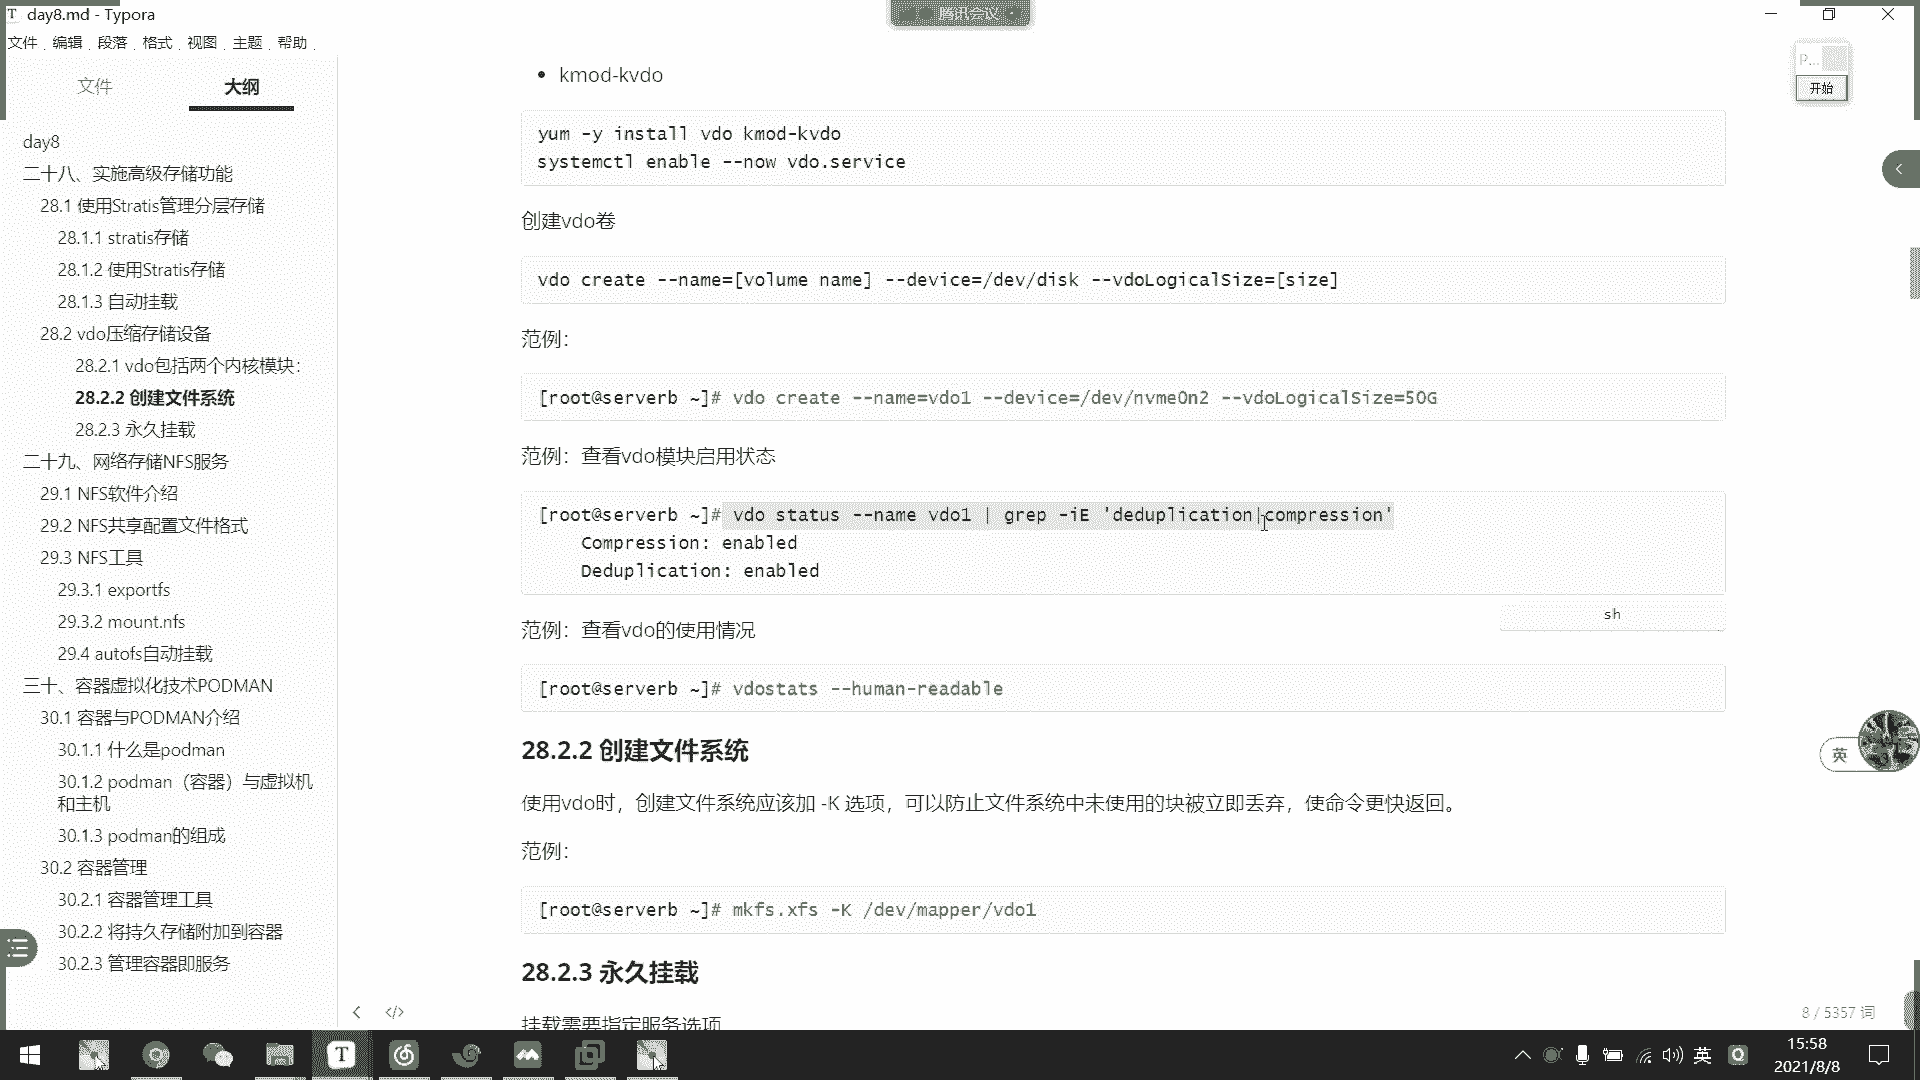 day8.md - Typora
腾讯会议
文件 编辑 段落 格式 视图 主题 帮助
P...
开始
文件
大纲
day8
二十八、实施高级存储功能
28.1 使用Stratis管理分层存储
28.1.1 stratis存储
28.1.2 使用Stratis存储
28.1.3 自动挂载
28.2 vdo压缩存储设备
28.2.1 vdo包括两个内核模块：
28.2.2 创建文件系统
28.2.3 永久挂载
二十九、网络存储NFS服务
29.1 NFS软件介绍
29.2 NFS共享配置文件格式
29.3 NFS工具
29.3.1 exportfs
29.3.2 mount.nfs
29.4 autofs自动挂载
三十、容器虚拟化技术PODMAN
30.1 容器与PODMAN介绍
30.1.1 什么是podman
30.1.2 podman（容器）与虚拟机
和主机
30.1.3 podman的组成
30.2 容器管理
30.2.1 容器管理工具
30.2.2 将持久存储附加到容器
30.2.3 管理容器即服务
kmod-kvdo
yum -y install vdo kmod-kvdo
systemctl enable --now vdo.service
创建vdo卷
vdo create --name=[volume name] --device=/dev/disk --vdoLogicalSize=[size]
范例：
[root@serverb ~]# vdo create --name=vdo1 --device=/dev/nvme0n2 --vdoLogicalSize=50G
范例：查看vdo模块启用状态
[root@serverb ~]# vdo status --name vdo1 | grep -iE 'deduplication|compression'
Compression: enabled
Deduplication: enabled
sh
范例：查看vdo的使用情况
[root@serverb ~]# vdostats --human-readable
28.2.2 创建文件系统
使用vdo时，创建文件系统应该加 -K 选项，可以防止文件系统中未使用的块被立即丢弃，使命令更快返回。
范例：
[root@serverb ~]# mkfs.xfs -K /dev/mapper/vdo1
28.2.3 永久挂载
挂载需要指定服务选项
英
8 / 5357 词
英
15:58
2021/8/8